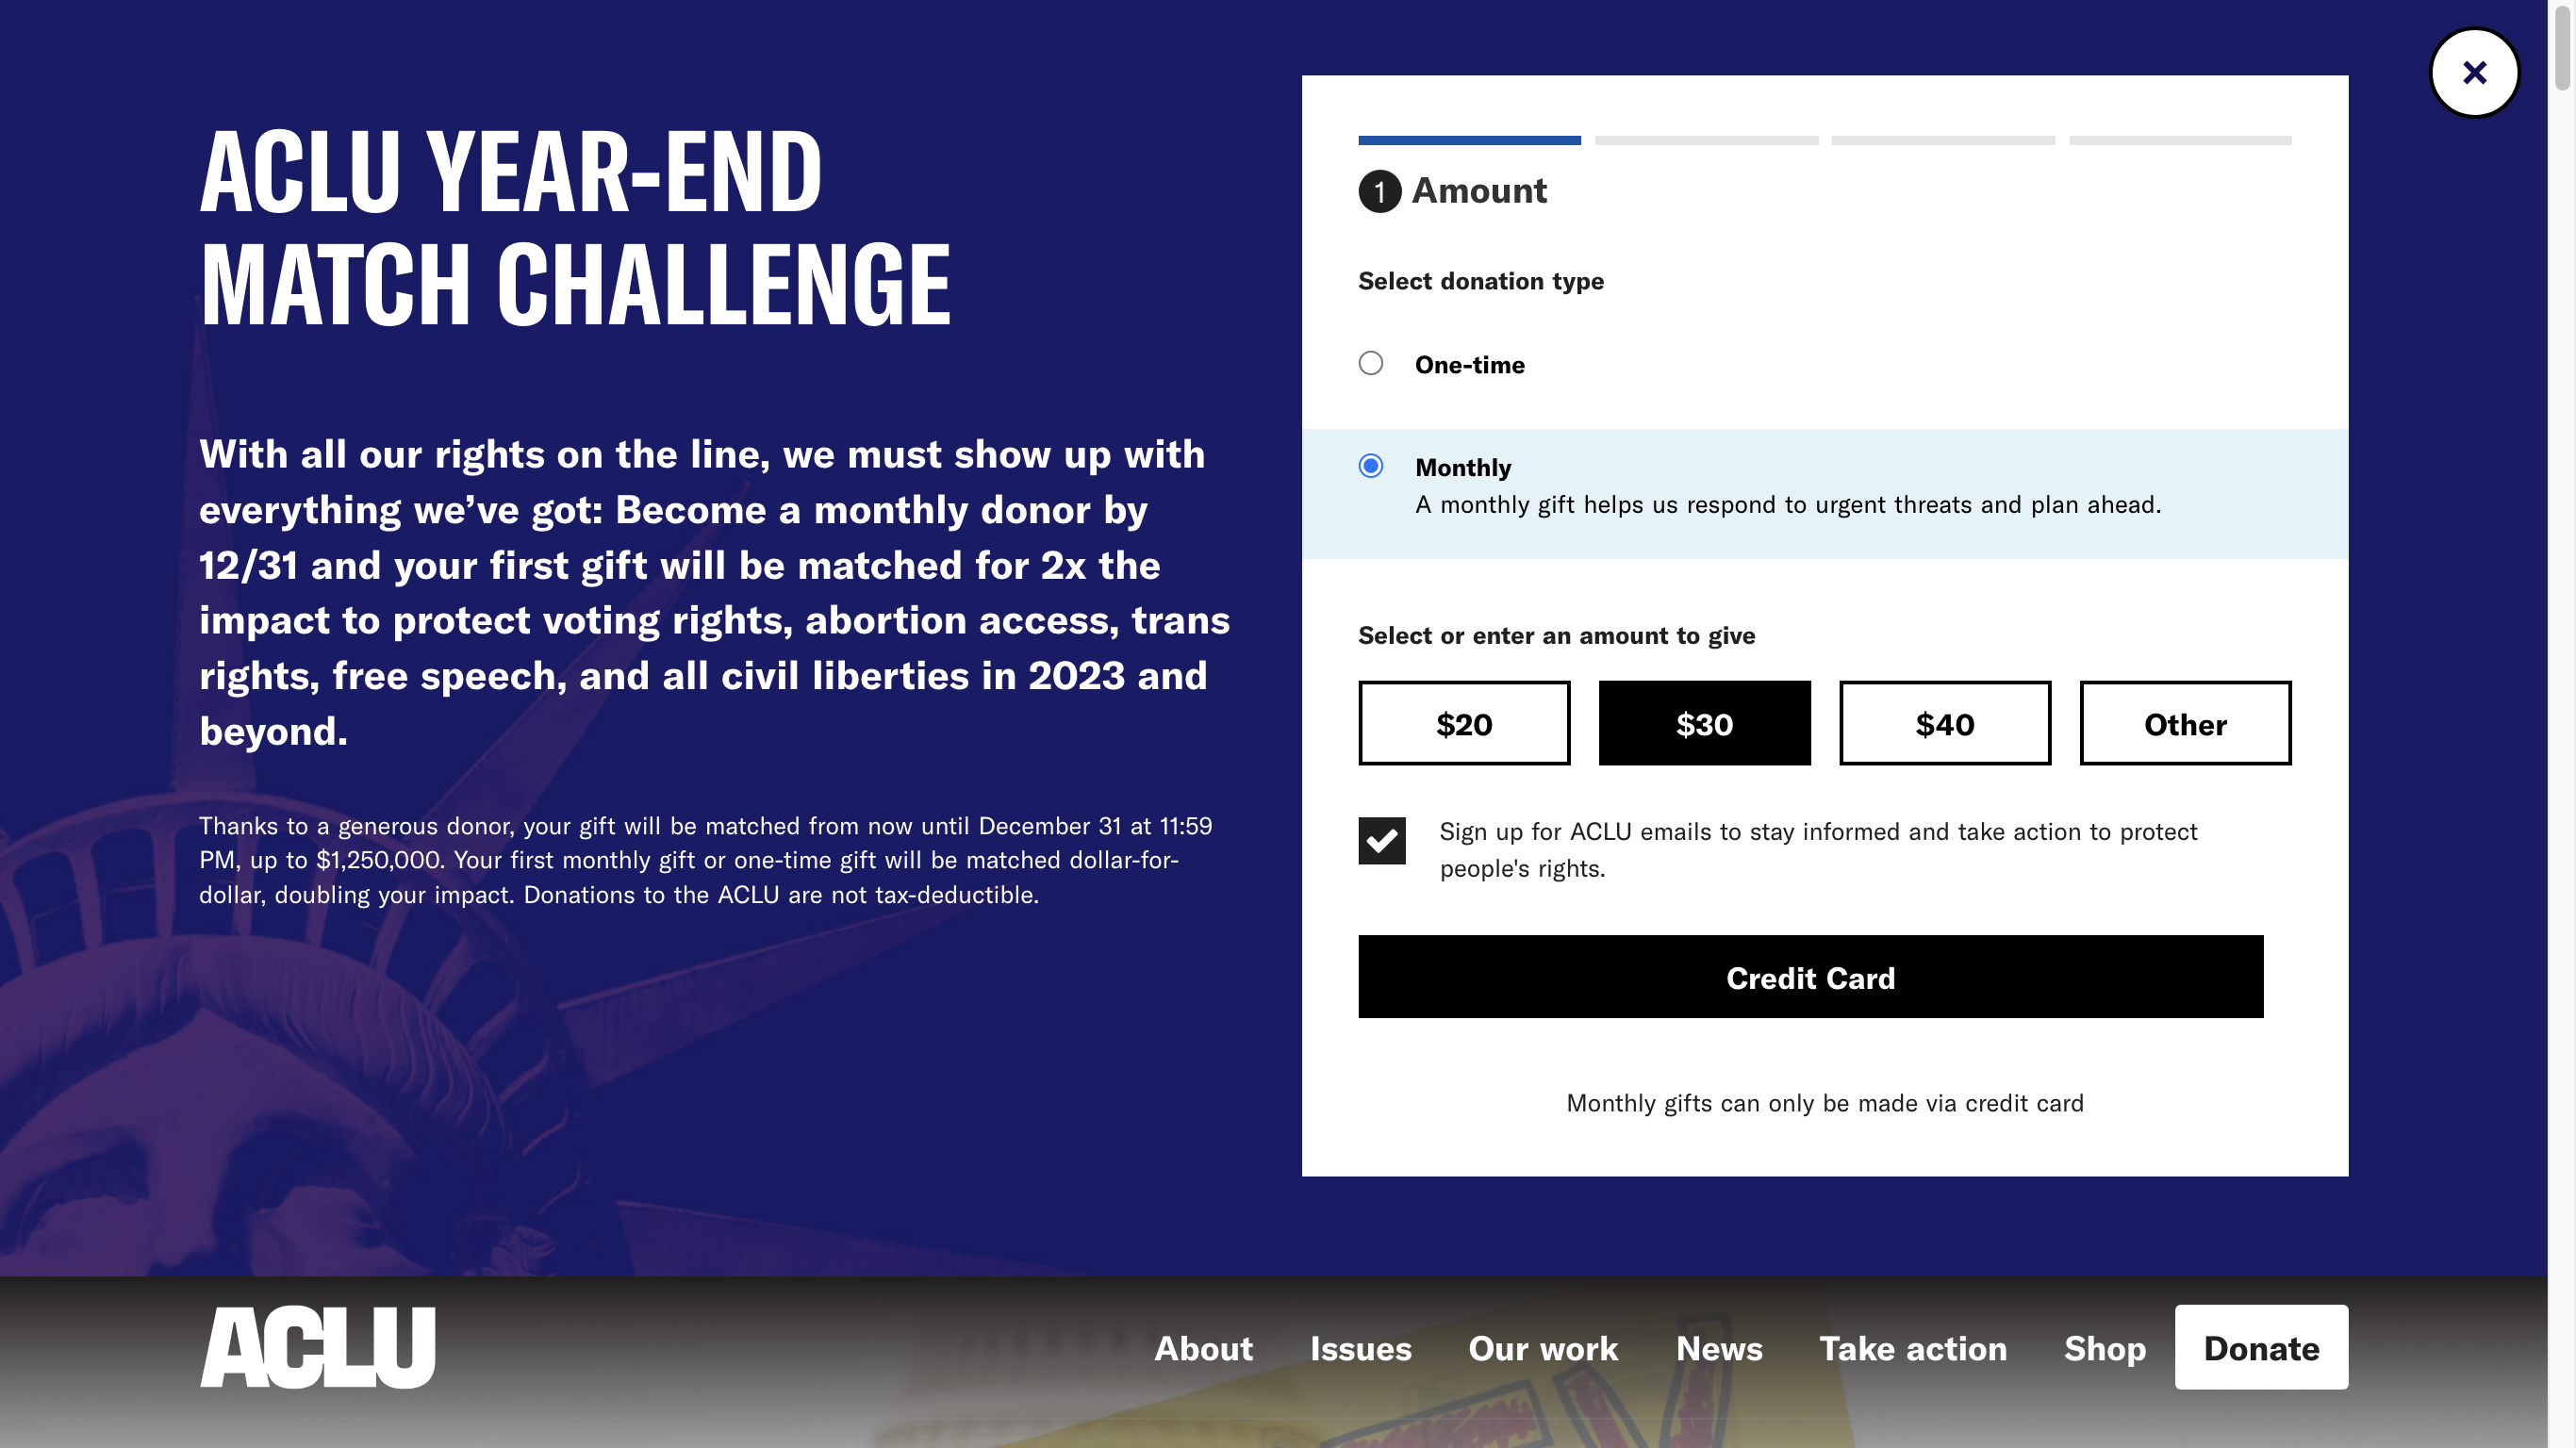 ACLU YEAR-END
MATCH CHALLENGE
With all our rights on the line, we must show up with
everything we’ve got: Become a monthly donor by
12/31 and your first gift will be matched for 2x the
impact to protect voting rights, abortion access, trans
rights, free speech, and all civil liberties in 2023 and
beyond.
Thanks to a generous donor, your gift will be matched from now until December 31 at 11:59
PM, up to $1,250,000. Your first monthly gift or one-time gift will be matched dollar-for-
dollar, doubling your impact. Donations to the ACLU are not tax-deductible.
1 Amount
Select donation type
One-time
Monthly
A monthly gift helps us respond to urgent threats and plan ahead.
Select or enter an amount to give
$20 $30 $40 Other
Sign up for ACLU emails to stay informed and take action to protect
people's rights.
Credit Card
Monthly gifts can only be made via credit card
ACLU About Issues Our work News Take action Shop Donate